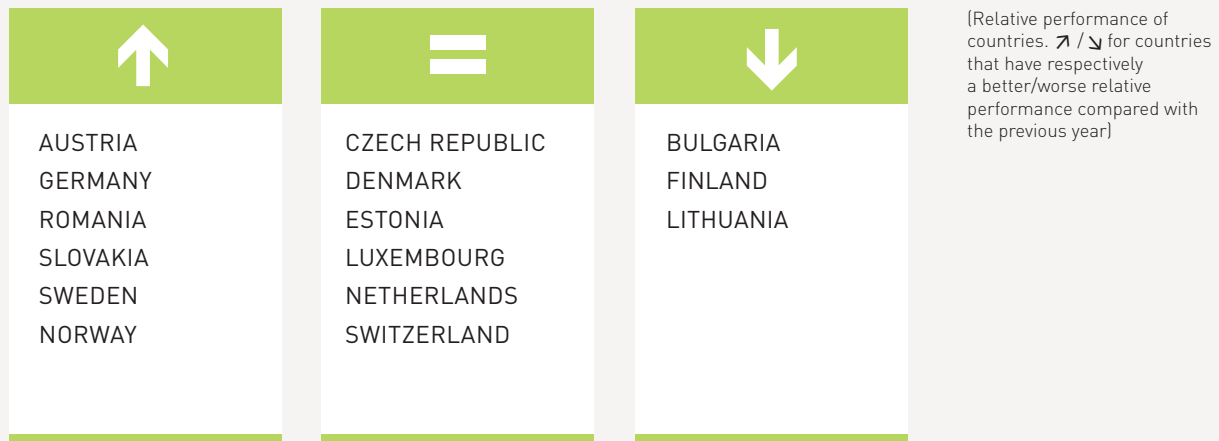 AUSTRIA
GERMANY
ROMANIA
SLOVAKIA
SWEDEN
NORWAY
CZECH REPUBLIC
DENMARK
ESTONIA
LUXEMBOURG
NETHERLANDS
SWITZERLAND
BULGARIA
FINLAND
LITHUANIA
(Relative performance of
countries. ↗ / ↘ for countries
that have respectively
a better/worse relative
performance compared with
the previous year)